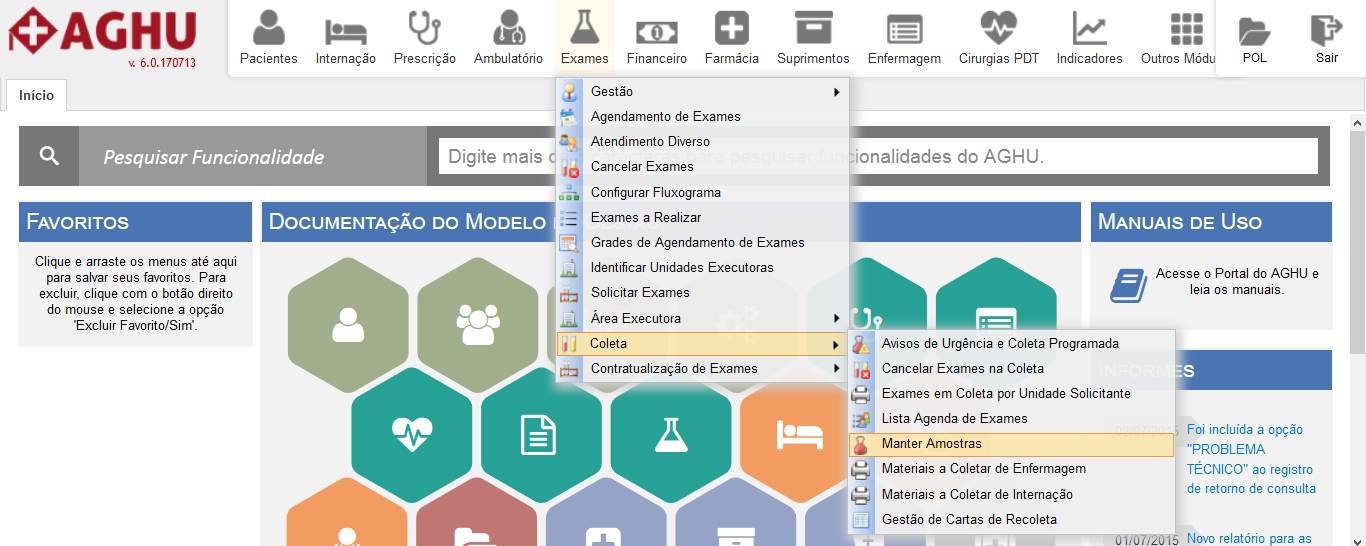 AGHU
v. 6.0.170713
Pacientes
Internação
Prescrição
Ambulatório
Exames
Financeiro
Farmácia
Suprimentos
Enfermagem
Cirurgias PDT
Indicadores
Outros Módu
POL
Sair
Início
Pesquisar Funcionalidade
Digite mais d para pesquisar funcionalidades do AGHU.
Gestão
Agendamento de Exames
Atendimento Diverso
Cancelar Exames
Configurar Fluxograma
Exames a Realizar
Grades de Agendamento de Exames
Identificar Unidades Executoras
Solicitar Exames
Área Executora
Coleta
Contratualização de Exames
Avisos de Urgência e Coleta Programada
Cancelar Exames na Coleta
Exames em Coleta por Unidade Solicitante
Lista Agenda de Exames
Manter Amostras
Materiais a Coletar de Enfermagem
Materiais a Coletar de Internação
Gestão de Cartas de Recoleta
Favoritos
Clique e arraste os menus até aqui
para salvar seus favoritos. Para
excluir, clique com o botão direito
do mouse e selecione a opção
'Excluir Favorito/Sim'.
Documentação do Modelo
Manuais de Uso
Acesse o Portal do AGHU e
leia os manuais.
Informes
02/07/2015
Foi incluída a opção
"PROBLEMA
TÉCNICO" ao registro
de retorno de consulta
01/07/2015
Novo relatório para as